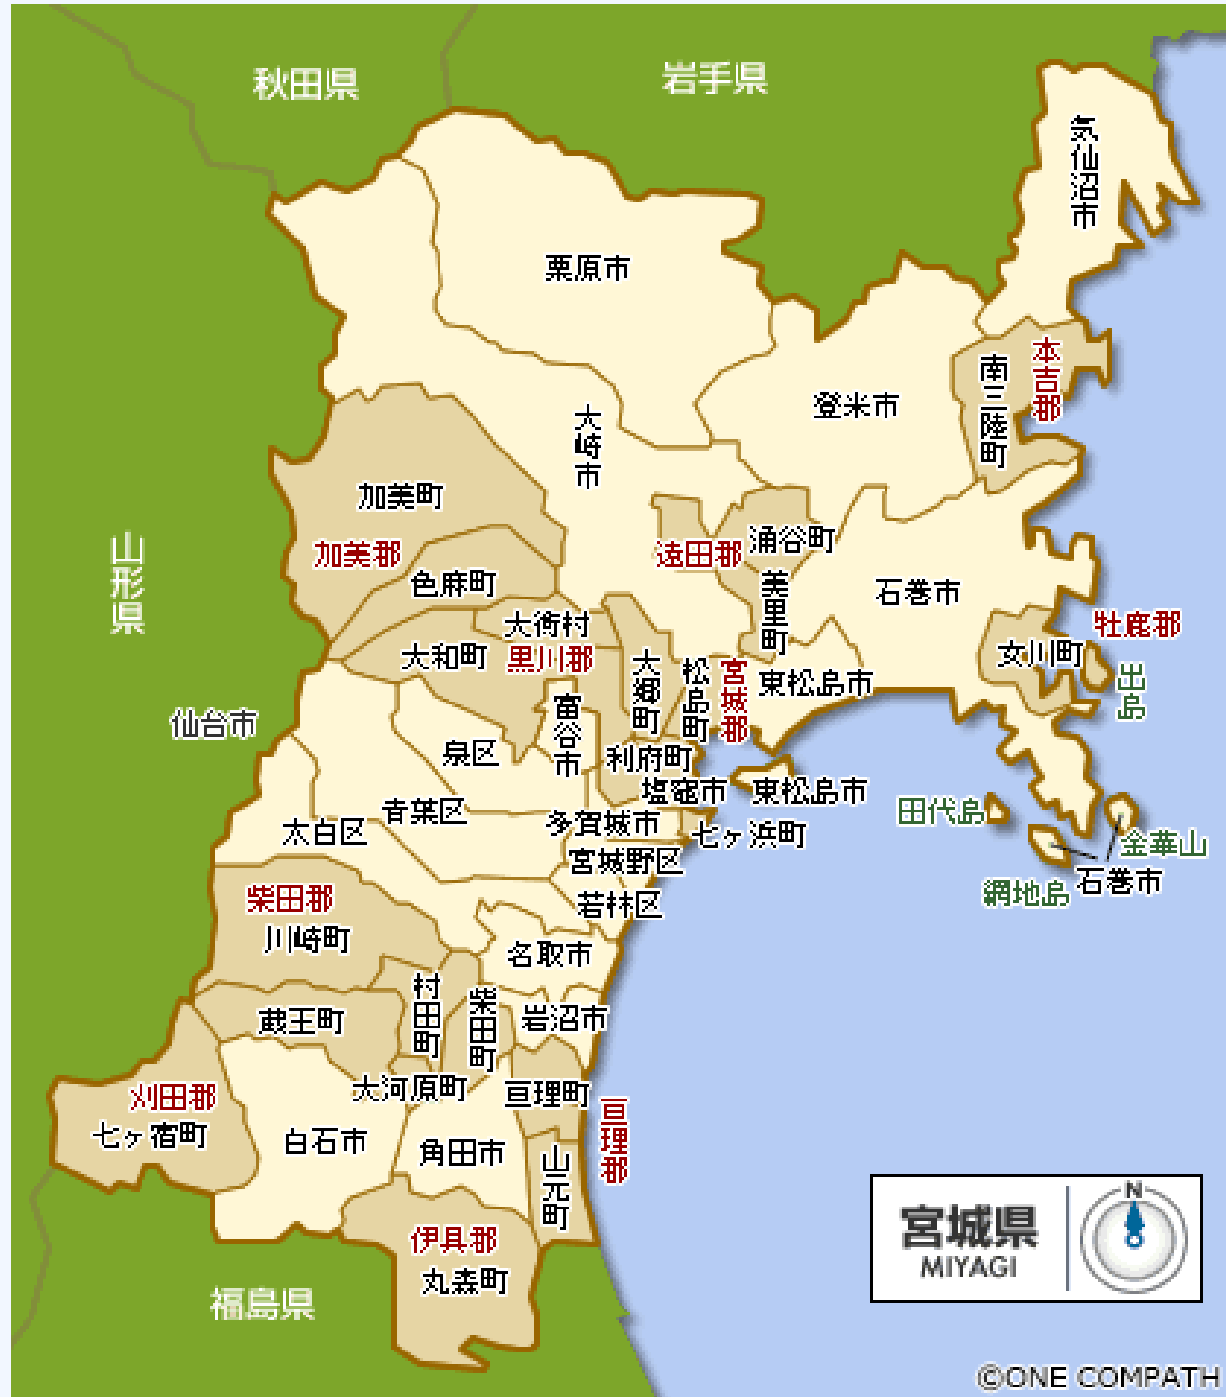 秋田県
岩手県
気仙沼市
栗原市
本吉郡
南三陸町
登米市
大崎市
加美町
加美郡
色麻町
遠田郡
涌谷町
美里町
石巻市
山形県
大衡村
大和町
黒川郡
大郷町
松島町
宮城郡
東松島市
女川町
牡鹿郡
出島
仙台市
泉区
富谷市
利府町
塩竈市
東松島市
青葉区
太白区
多賀城市
七ヶ浜町
宮城野区
若林区
田代島
金華山
石巻市
網地島
柴田郡
川崎町
名取市
村田町
柴田町
岩沼市
蔵王町
大河原町
亘理町
亘理郡
刈田郡
七ヶ宿町
白石市
角田市
山元町
伊具郡
丸森町
福島県
宮城県
MIYAGI
N
©ONE COMPATH